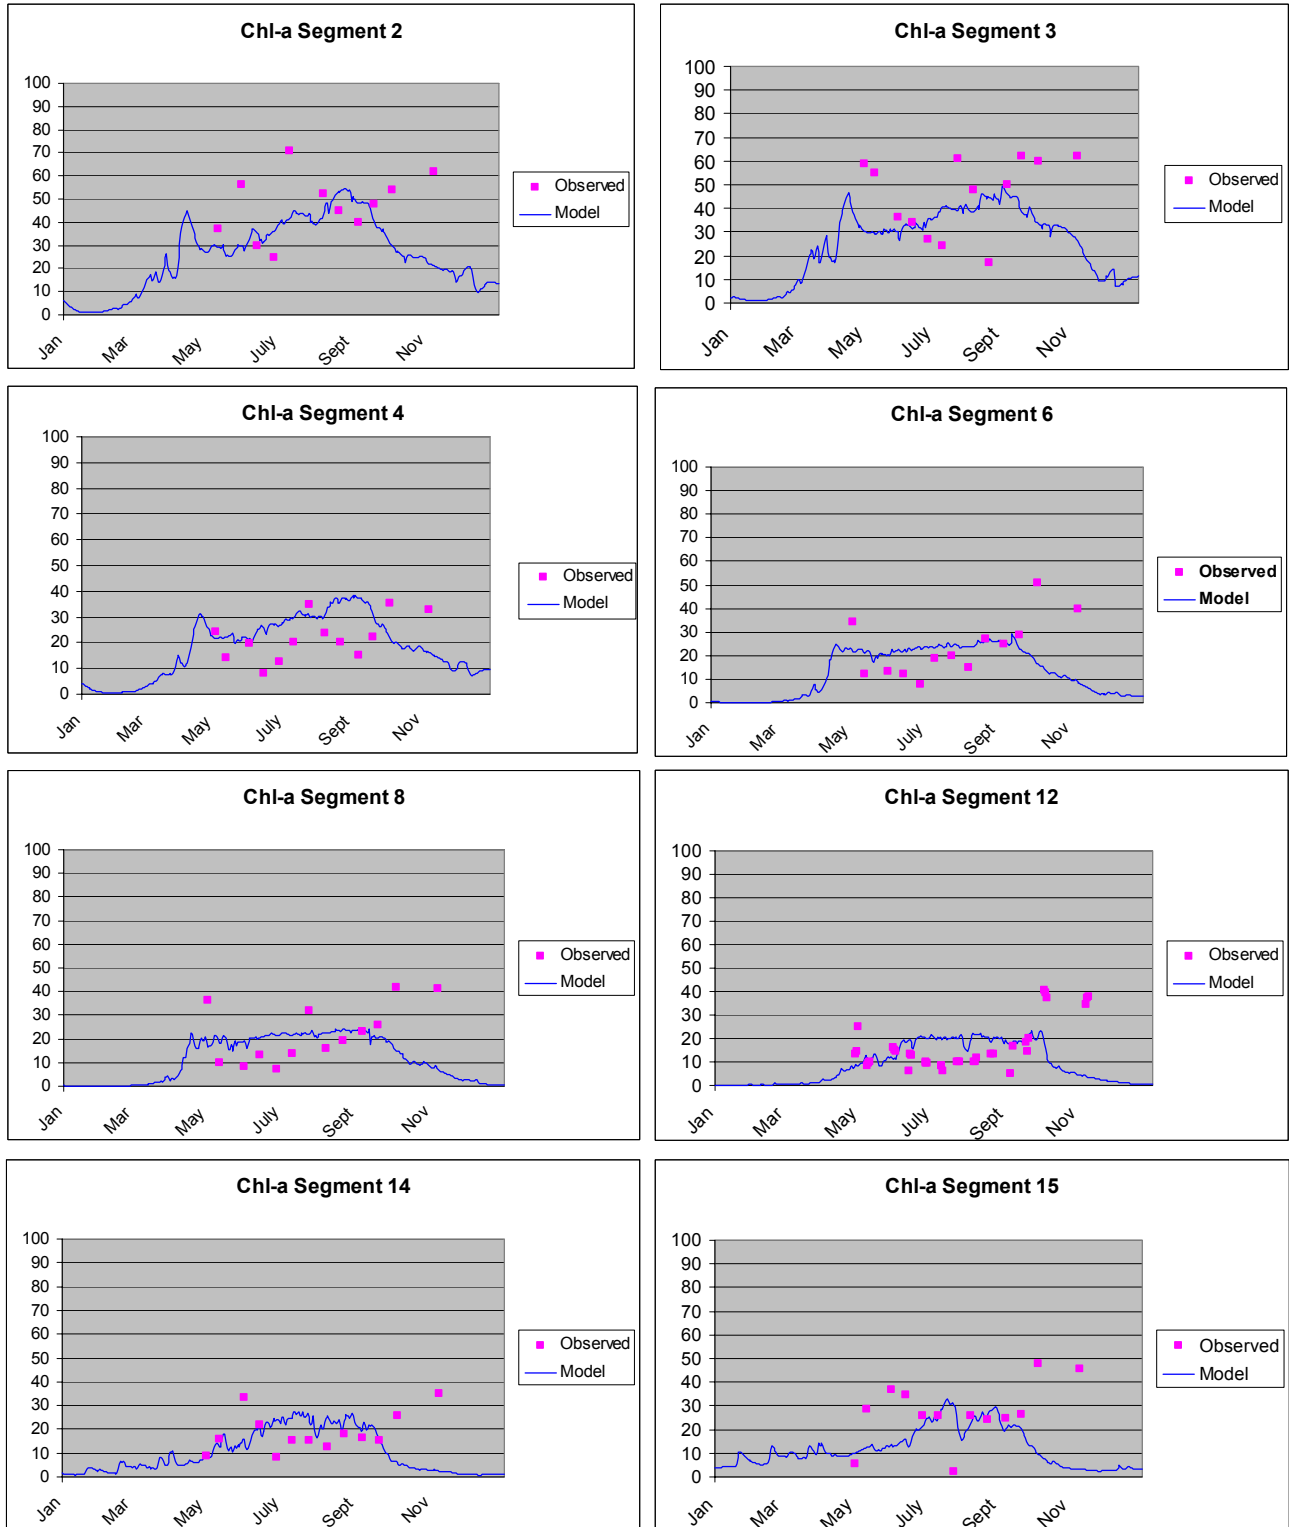 Chl-a Segment 2
100
90
80
70
60
50
40
30
20
10
0
Jan
Mar
May
July
Sept
Nov
Observed
Model
Chl-a Segment 3
100
90
80
70
60
50
40
30
20
10
0
Jan
Mar
May
July
Sept
Nov
Observed
Model
Chl-a Segment 4
100
90
80
70
60
50
40
30
20
10
0
Jan
Mar
May
July
Sept
Nov
Observed
Model
Chl-a Segment 6
100
90
80
70
60
50
40
30
20
10
0
Jan
Mar
May
July
Sept
Nov
Observed
Model
Chl-a Segment 8
100
90
80
70
60
50
40
30
20
10
0
Jan
Mar
May
July
Sept
Nov
Observed
Model
Chl-a Segment 12
100
90
80
70
60
50
40
30
20
10
0
Jan
Mar
May
July
Sept
Nov
Observed
Model
Chl-a Segment 14
100
90
80
70
60
50
40
30
20
10
0
Jan
Mar
May
July
Sept
Nov
Observed
Model
Chl-a Segment 15
100
90
80
70
60
50
40
30
20
10
0
Jan
Mar
May
July
Sept
Nov
Observed
Model